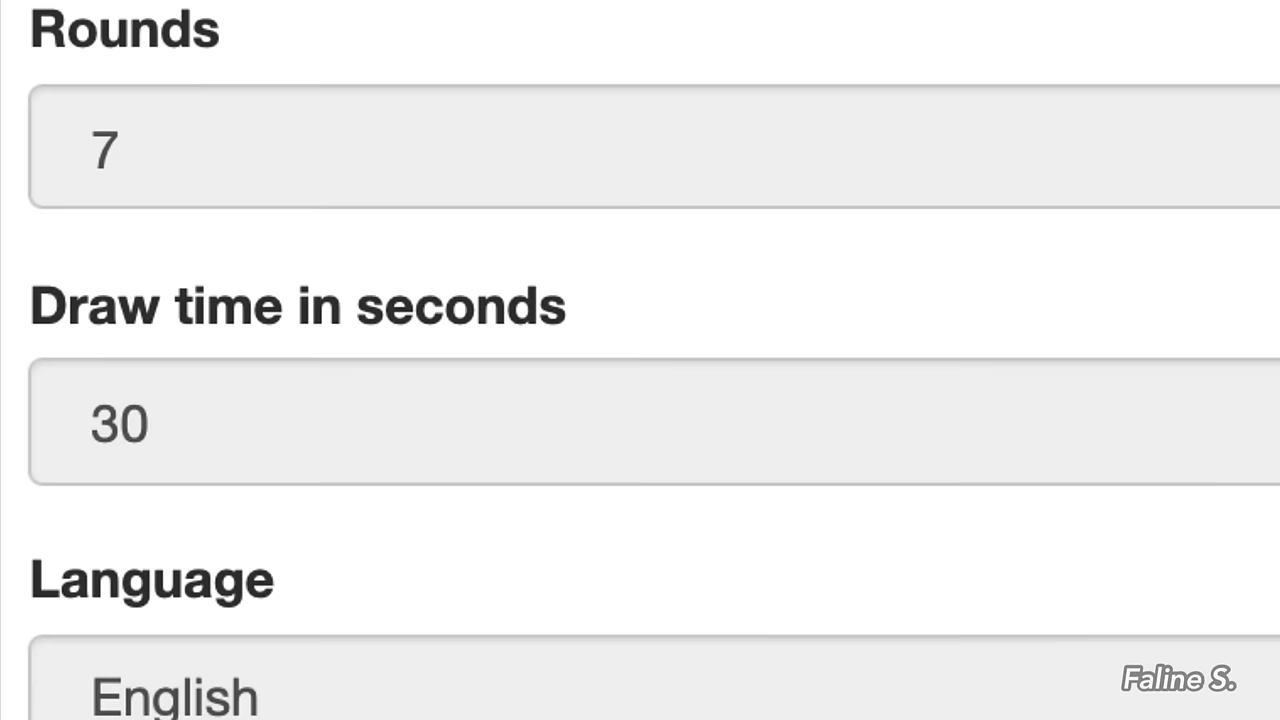 Rounds
7
Draw time in seconds
30
Language
English
Faline S.